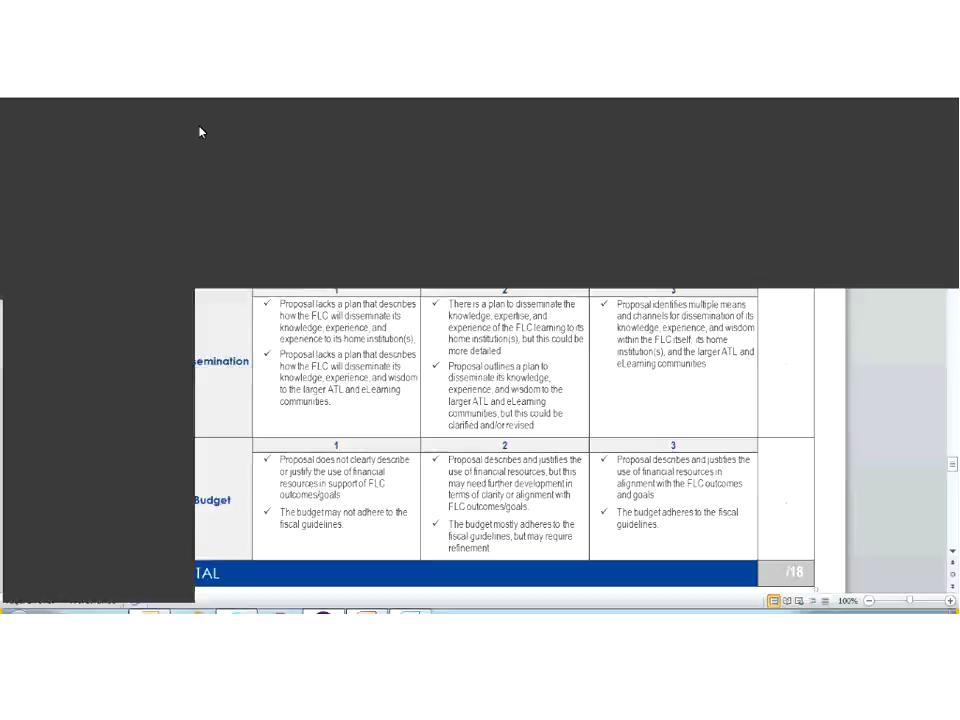 1 2 3
Proposal lacks a plan that describes
how the FLC will disseminate its
knowledge, experience, and
experience to its home institution(s),
Proposal lacks a plan that describes
how the FLC will disseminate its
knowledge, experience, and wisdom
to the larger ATL and eLearning
communities.
There is a plan to disseminate the
knowledge, expertise, and
experience of the FLC learning to its
home institution(s), but this could be
more detailed
Proposal outlines a plan to
disseminate its knowledge,
experience, and wisdom to the
larger ATL and eLearning
communities, but this could be
clarified and/or revised
Proposal identifies multiple means
and channels for dissemination of its
knowledge, experience, and wisdom
within the FLC itself, its home
institution(s), and the larger ATL and
eLearning communities
semination
1 2 3
Proposal does not clearly describe
or justify the use of financial
resources in support of FLC
outcomes/goals
The budget may not adhere to the
fiscal guidelines.
Proposal describes and justifies the
use of financial resources, but this
may need further development in
terms of clarity or alignment with
FLC outcomes/goals.
The budget mostly adheres to the
fiscal guidelines, but may require
refinement
Proposal describes and justifies the
use of financial resources in
alignment with the FLC outcomes
and goals
The budget adheres to the fiscal
guidelines.
Budget
TAL /18
100%